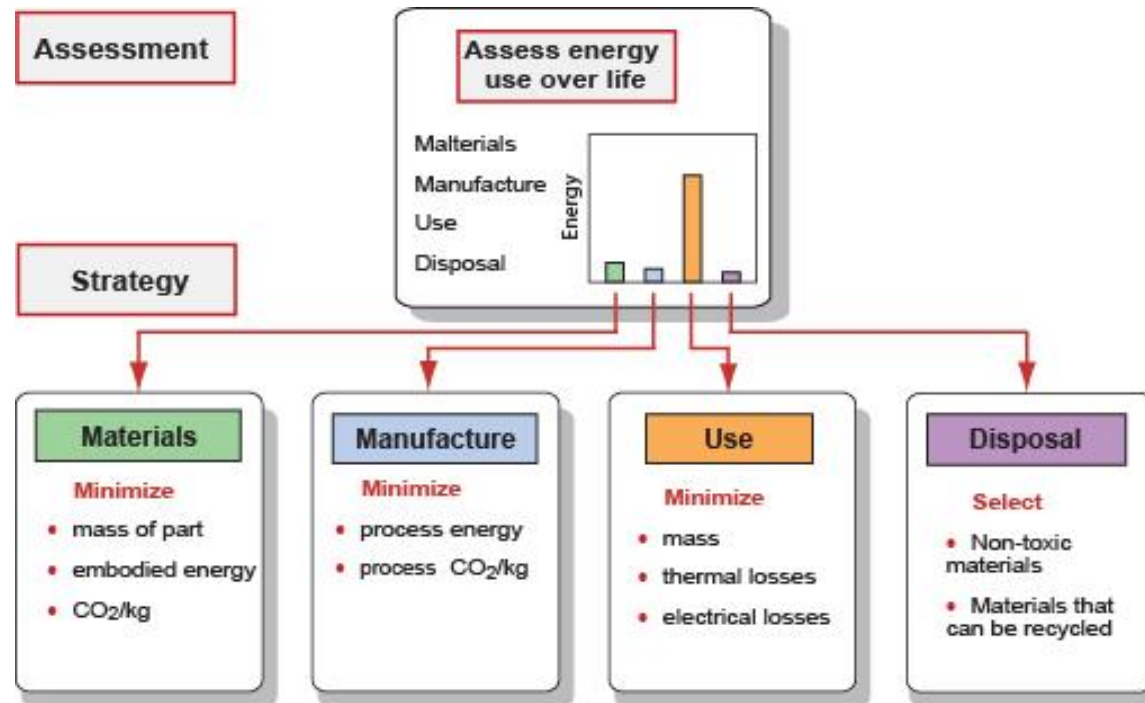 Assessment
Assess energy
use over life
Malterials
Manufacture
Use
Disposal
Energy
Strategy
Materials
Minimize
• mass of part
• embodied energy
• CO₂/kg
Manufacture
Minimize
• process energy
• process CO₂/kg
Use
Minimize
• mass
• thermal losses
• electrical losses
Disposal
Select
• Non-toxic
materials
• Materials that
can be recycled